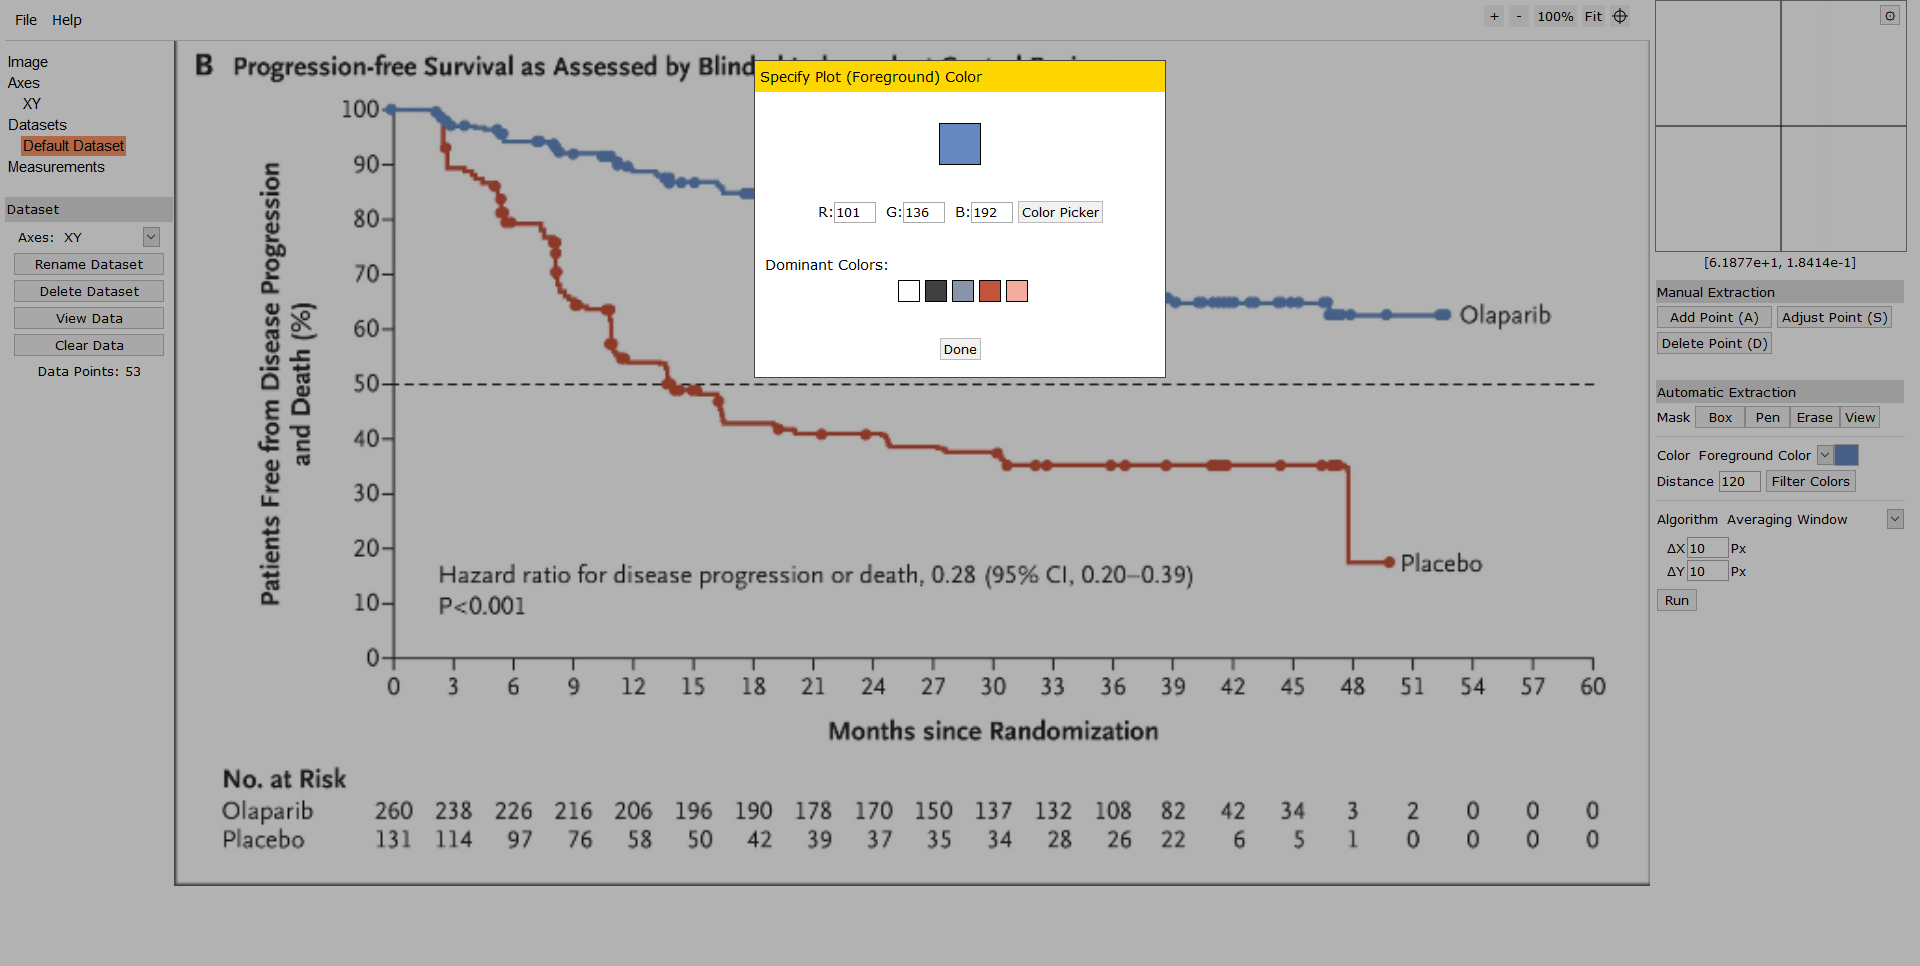 File Help
+ - 100% Fit
Image
Axes
XY
Datasets
Default Dataset
Measurements
Dataset
Axes: XY
Rename Dataset
Delete Dataset
View Data
Clear Data
Data Points: 53
B Progression-free Survival as Assessed by Blind
Patients Free from Disease Progression
and Death (%)
100
90
80
70
60
50
40
30
20
10
0
Olaparib
Placebo
Hazard ratio for disease progression or death, 0.28 (95% CI, 0.20–0.39)
P<0.001
0 3 6 9 12 15 18 21 24 27 30 33 36 39 42 45 48 51 54 57 60
Months since Randomization
No. at Risk
Olaparib 260 238 226 216 206 196 190 178 170 150 137 132 108 82 42 34 3 2 0 0 0
Placebo 131 114 97 76 58 50 42 39 37 35 34 28 26 22 6 5 1 0 0 0 0
Specify Plot (Foreground) Color
R: 101 G: 136 B: 192 Color Picker
Dominant Colors:
Done
[6.1877e+1, 1.8414e-1]
Manual Extraction
Add Point (A) Adjust Point (S)
Delete Point (D)
Automatic Extraction
Mask Box Pen Erase View
Color Foreground Color
Distance 120 Filter Colors
Algorithm Averaging Window
ΔX 10 Px
ΔY 10 Px
Run